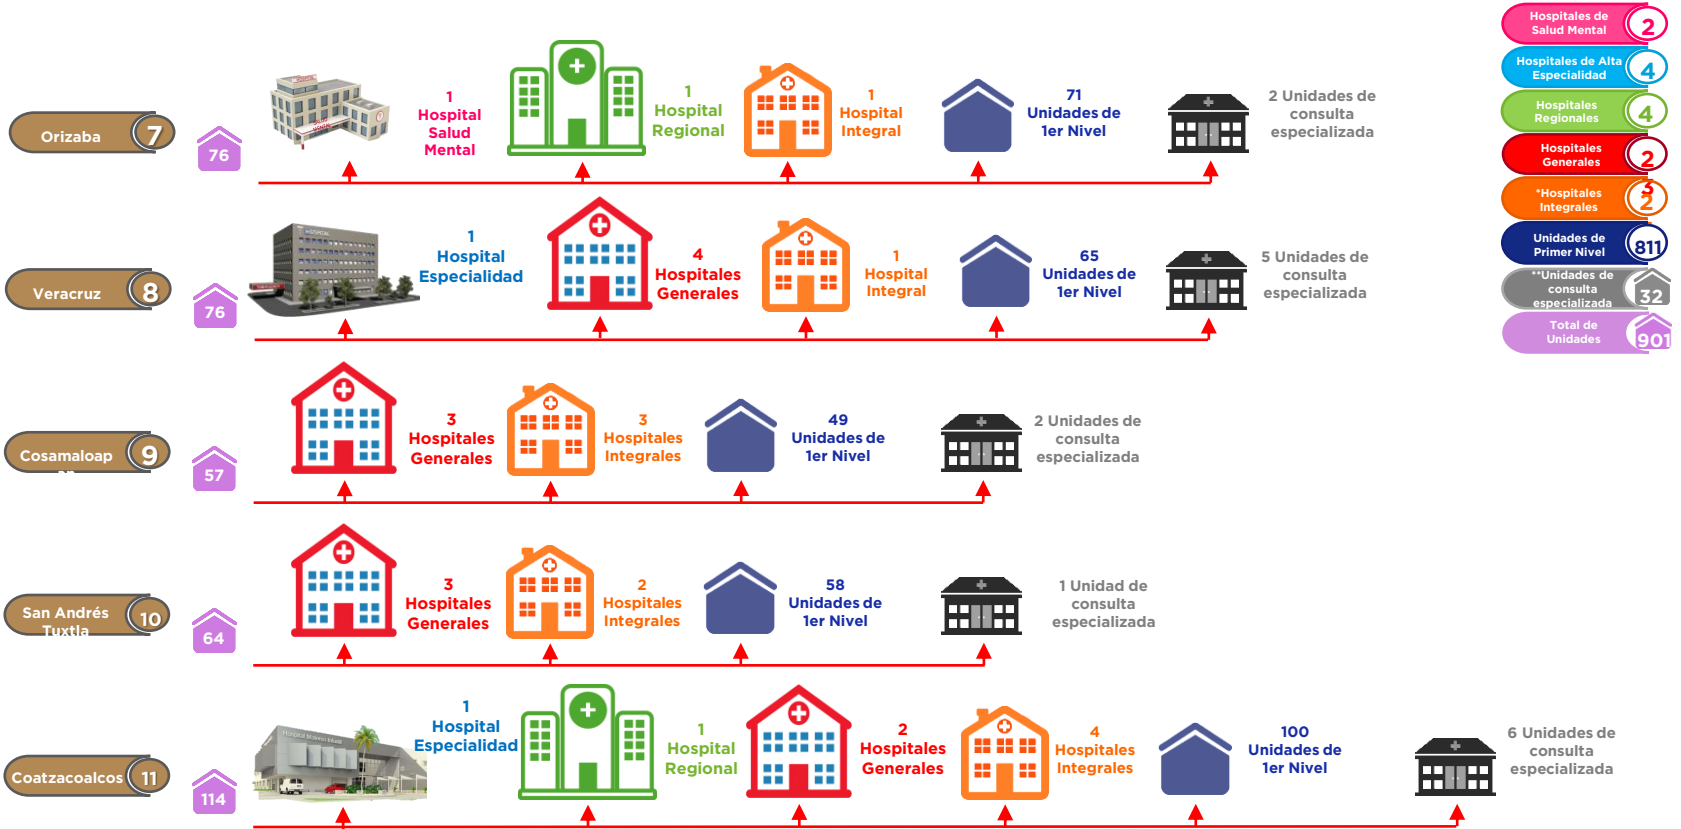 Orizaba 7
76
1
Hospital
Salud
Mental
1
Hospital
Regional
1
Hospital
Integral
71
Unidades de
1er Nivel
2 Unidades de
consulta
especializada
Veracruz 8
76
HOSPITAL
1
Hospital
Especialidad
4
Hospitales
Generales
1
Hospital
Integral
65
Unidades de
1er Nivel
5 Unidades de
consulta
especializada
Cosamaloap 9
an
57
3
Hospitales
Generales
3
Hospitales
Integrales
49
Unidades de
1er Nivel
2 Unidades de
consulta
especializada
San Andrés
Tuxtla
10
64
3
Hospitales
Generales
2
Hospitales
Integrales
58
Unidades de
1er Nivel
1 Unidad de
consulta
especializada
Coatzacoalcos 11
114
Hospital Materno Infantil
1
Hospital
Especialidad
1
Hospital
Regional
2
Hospitales
Generales
4
Hospitales
Integrales
100
Unidades de
1er Nivel
6 Unidades de
consulta
especializada
Hospitales de
Salud Mental
2
Hospitales de Alta
Especialidad
4
Hospitales
Regionales
4
Hospitales
Generales
2
3
*Hospitales
Integrales
2
Unidades de
Primer Nivel
811
**Unidades de
consulta
especializada
32
Total de
Unidades
901